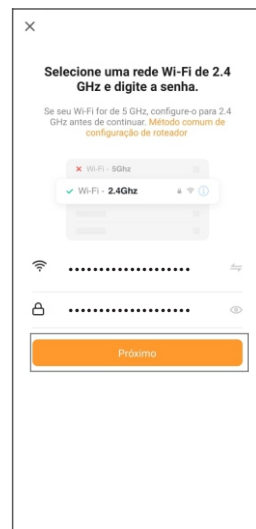 Selecione uma rede Wi-Fi de 2.4
GHz e digite a senha.
Se seu Wi-Fi for de 5 GHz, configure-o para 2.4
GHz antes de continuar. Método comum de
configuração de roteador
Wi-Fi - 5Ghz
Wi-Fi - 2.4Ghz
Próximo